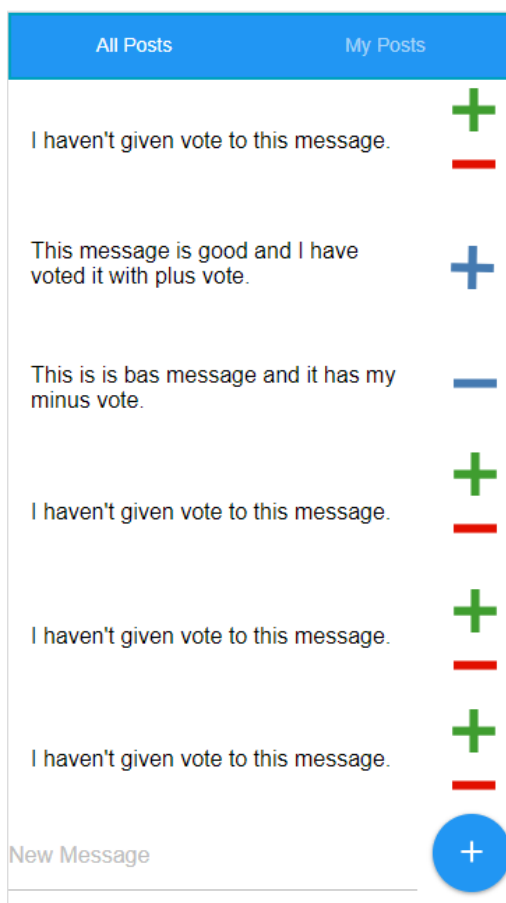 All Posts
My Posts
I haven't given vote to this message.
This message is good and I have
voted it with plus vote.
This is is bas message and it has my
minus vote.
I haven't given vote to this message.
I haven't given vote to this message.
I haven't given vote to this message.
New Message